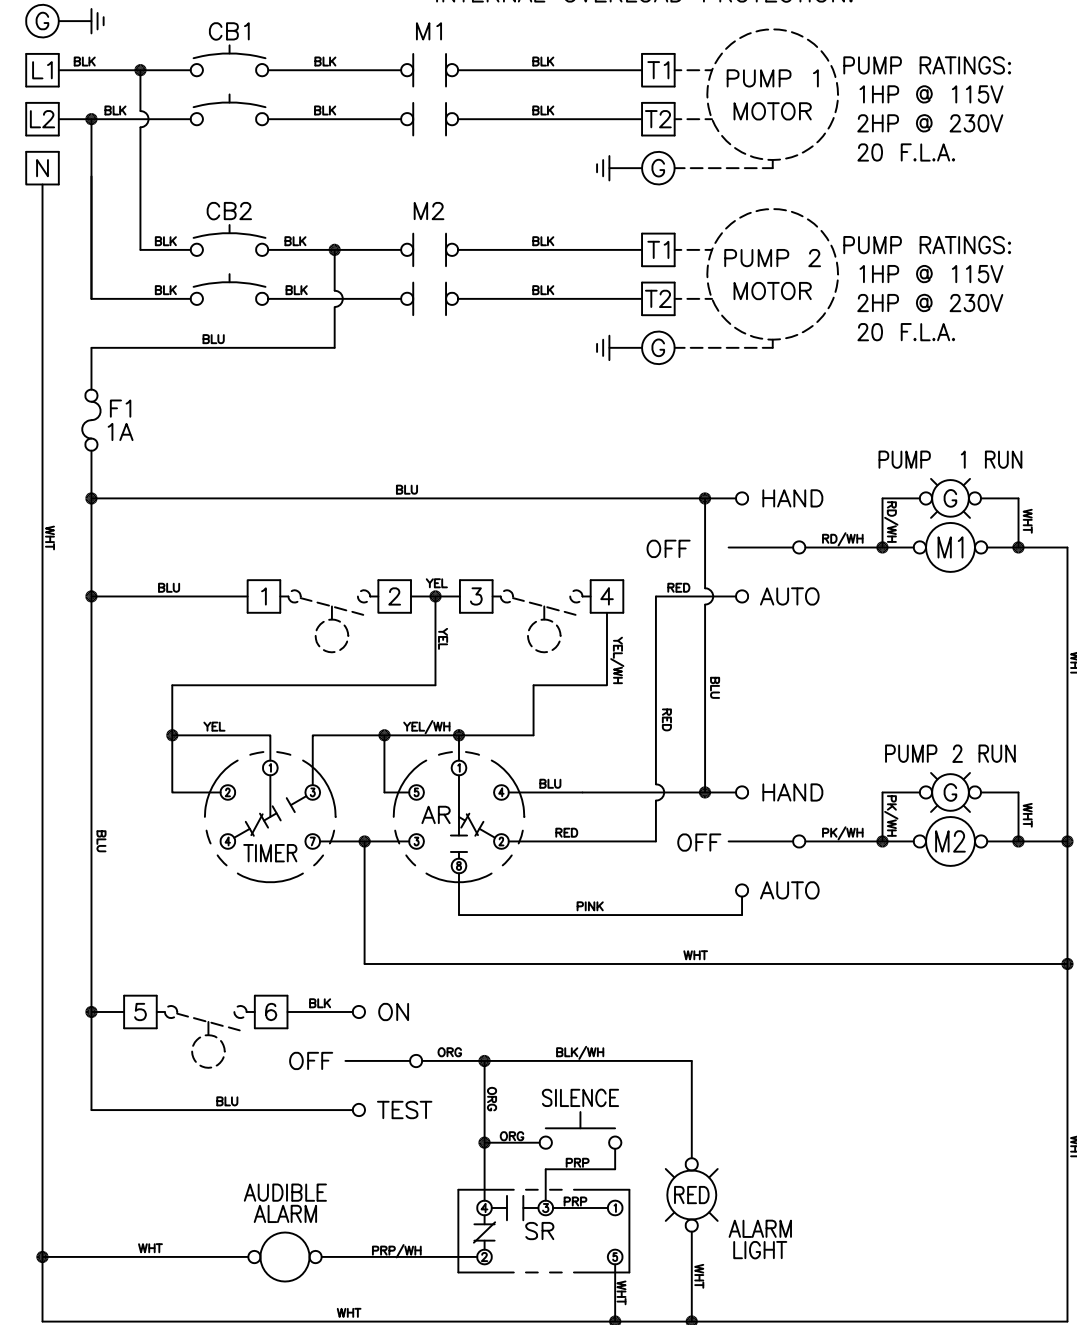 INTERNAL OVERLOAD PROTECTION.
G
CB1
M1
L1
BLK
BLK
BLK
T1
PUMP 1
MOTOR
PUMP RATINGS:
1HP @ 115V
2HP @ 230V
20 F.L.A.
L2
BLK
BLK
BLK
T2
N
G
CB2
M2
BLK
BLK
BLK
T1
PUMP 2
MOTOR
PUMP RATINGS:
1HP @ 115V
2HP @ 230V
20 F.L.A.
BLK
BLK
BLK
T2
BLU
G
F1
1A
PUMP 1 RUN
BLU
HAND
RD/WH
G
WHT
WHT
OFF
RD/WH
M1
BLU
1
2
YEL
3
4
RED
AUTO
YEL
YEL/WH
WHT
BLU
RED
YEL
YEL/WH
PUMP 2 RUN
1
2
3
1
5
4
AR
BLU
HAND
PK/WH
G
WHT
BLU
4
7
TIMER
3
2
8
RED
OFF
PK/WH
M2
AUTO
PINK
WHT
5
6
BLK
ON
OFF
ORG
BLK/WH
BLU
TEST
ORG
SILENCE
ORG
WHT
PRP
AUDIBLE
ALARM
4
3
PRP
1
SR
RED
ALARM
LIGHT
WHT
PRP/WH
2
5
WHT
WHT
WHT